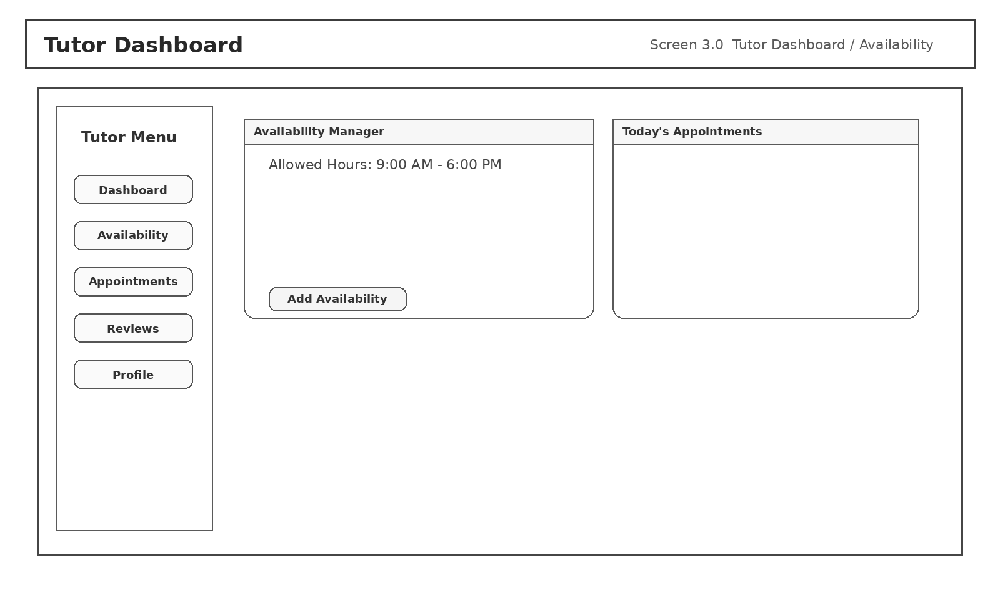 Tutor Dashboard
Screen 3.0  Tutor Dashboard / Availability
Tutor Menu
Dashboard
Availability
Appointments
Reviews
Profile
Availability Manager
Allowed Hours: 9:00 AM - 6:00 PM
Add Availability
Today's Appointments